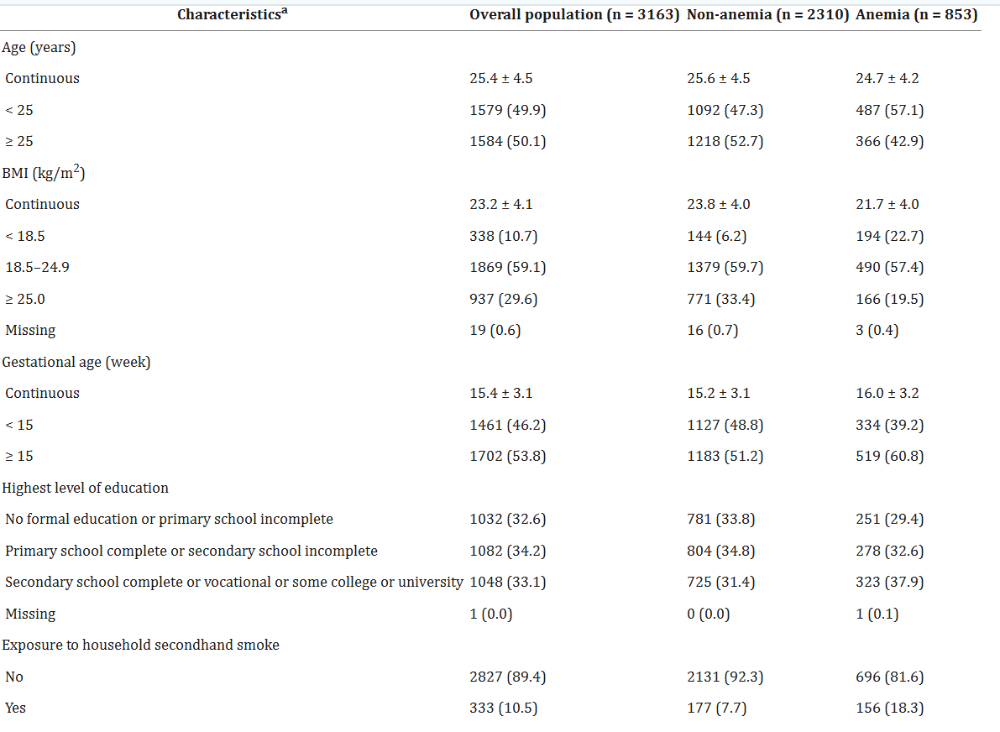 Characteristicsa Overall population (n = 3163) Non-anemia (n = 2310) Anemia (n = 853)
Age (years)
Continuous 25.4 ± 4.5 25.6 ± 4.5 24.7 ± 4.2
< 25 1579 (49.9) 1092 (47.3) 487 (57.1)
≥ 25 1584 (50.1) 1218 (52.7) 366 (42.9)
BMI (kg/m2)
Continuous 23.2 ± 4.1 23.8 ± 4.0 21.7 ± 4.0
< 18.5 338 (10.7) 144 (6.2) 194 (22.7)
18.5–24.9 1869 (59.1) 1379 (59.7) 490 (57.4)
≥ 25.0 937 (29.6) 771 (33.4) 166 (19.5)
Missing 19 (0.6) 16 (0.7) 3 (0.4)
Gestational age (week)
Continuous 15.4 ± 3.1 15.2 ± 3.1 16.0 ± 3.2
< 15 1461 (46.2) 1127 (48.8) 334 (39.2)
≥ 15 1702 (53.8) 1183 (51.2) 519 (60.8)
Highest level of education
No formal education or primary school incomplete 1032 (32.6) 781 (33.8) 251 (29.4)
Primary school complete or secondary school incomplete 1082 (34.2) 804 (34.8) 278 (32.6)
Secondary school complete or vocational or some college or university 1048 (33.1) 725 (31.4) 323 (37.9)
Missing 1 (0.0) 0 (0.0) 1 (0.1)
Exposure to household secondhand smoke
No 2827 (89.4) 2131 (92.3) 696 (81.6)
Yes 333 (10.5) 177 (7.7) 156 (18.3)